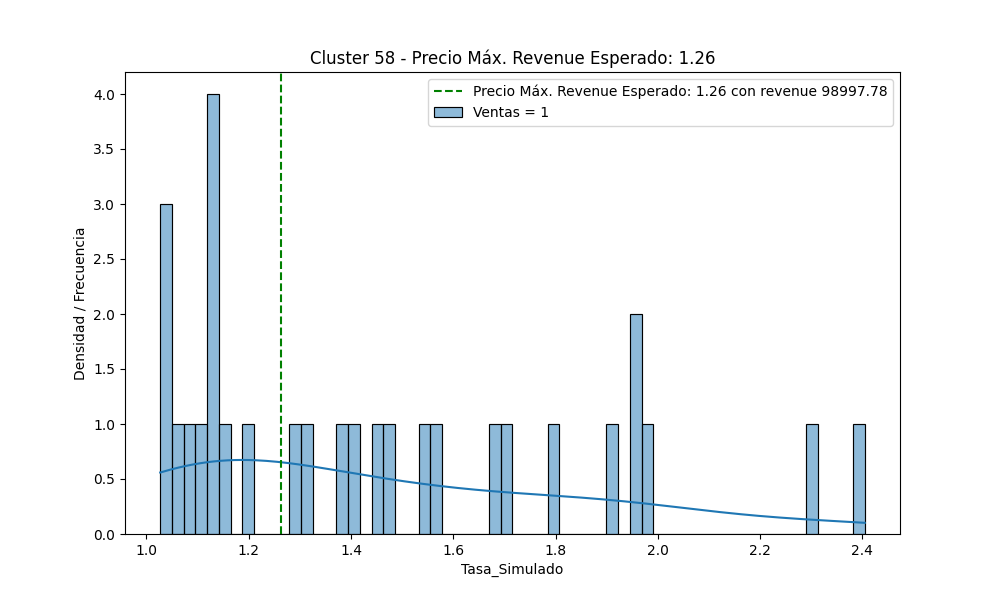 Cluster 58 - Precio Máx. Revenue Esperado: 1.26
Precio Máx. Revenue Esperado: 1.26 con revenue 98997.78
Ventas = 1
Densidad / Frecuencia
4.0
3.5
3.0
2.5
2.0
1.5
1.0
0.5
0.0
1.0 1.2 1.4 1.6 1.8 2.0 2.2 2.4
Tasa_Simulado